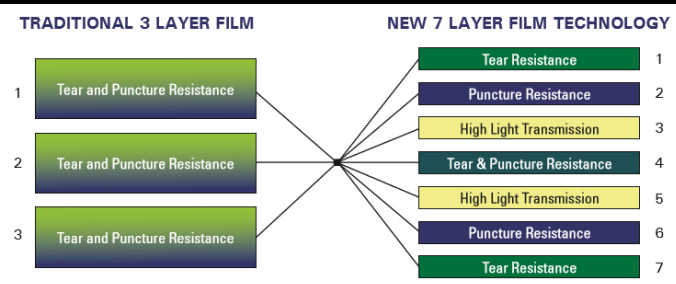 TRADITIONAL 3 LAYER FILM
1 Tear and Puncture Resistance
2 Tear and Puncture Resistance
3 Tear and Puncture Resistance
NEW 7 LAYER FILM TECHNOLOGY
Tear Resistance 1
Puncture Resistance 2
High Light Transmission 3
Tear & Puncture Resistance 4
High Light Transmission 5
Puncture Resistance 6
Tear Resistance 7